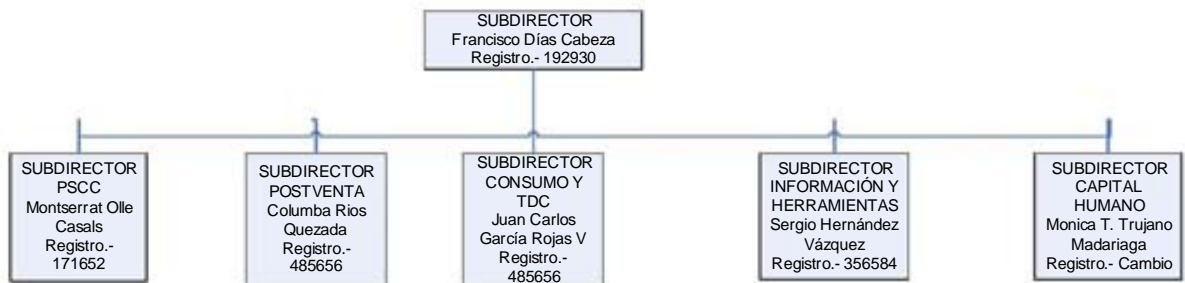 SUBDIRECTOR
Francisco Días Cabeza
Registro.- 192930
SUBDIRECTOR
PSCC
Montserrat Olle
Casals
Registro.-
171652
SUBDIRECTOR
POSTVENTA
Columba Rios
Quezada
Registro.-
485656
SUBDIRECTOR
CONSUMO Y
TDC
Juan Carlos
García Rojas V
Registro.-
485656
SUBDIRECTOR
INFORMACIÓN Y
HERRAMIENTAS
Sergio Hernández
Vázquez
Registro.- 356584
SUBDIRECTOR
CAPITAL
HUMANO
Monica T. Trujano
Madariaga
Registro.- Cambio